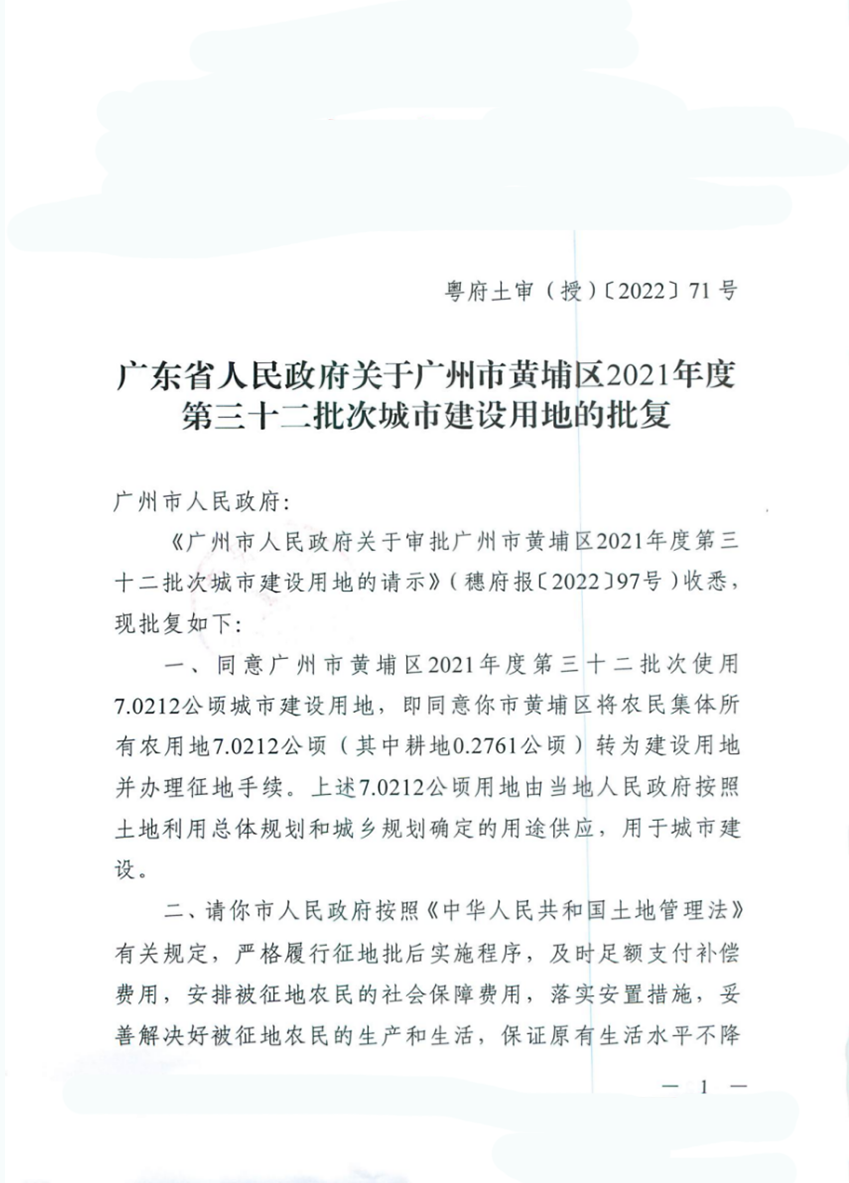 粤府土审（授）〔2022〕71号
广东省人民政府关于广州市黄埔区2021年度
第三十二批次城市建设用地的批复
广州市人民政府：
《广州市人民政府关于审批广州市黄埔区2021年度第三
十二批次城市建设用地的请示》（穗府报〔2022〕97号）收悉，
现批复如下：
一、同意广州市黄埔区2021年度第三十二批次使用
7.0212公顷城市建设用地，即同意你市黄埔区将农民集体所
有农用地7.0212公顷（其中耕地0.2761公顷）转为建设用地
并办理征地手续。上述7.0212公顷用地由当地人民政府按照
土地利用总体规划和城乡规划确定的用途供应，用于城市建
设。
二、请你市人民政府按照《中华人民共和国土地管理法》
有关规定，严格履行征地批后实施程序，及时足额支付补偿
费用，安排被征地农民的社会保障费用，落实安置措施，妥
善解决好被征地农民的生产和生活，保证原有生活水平不降
— 1 —